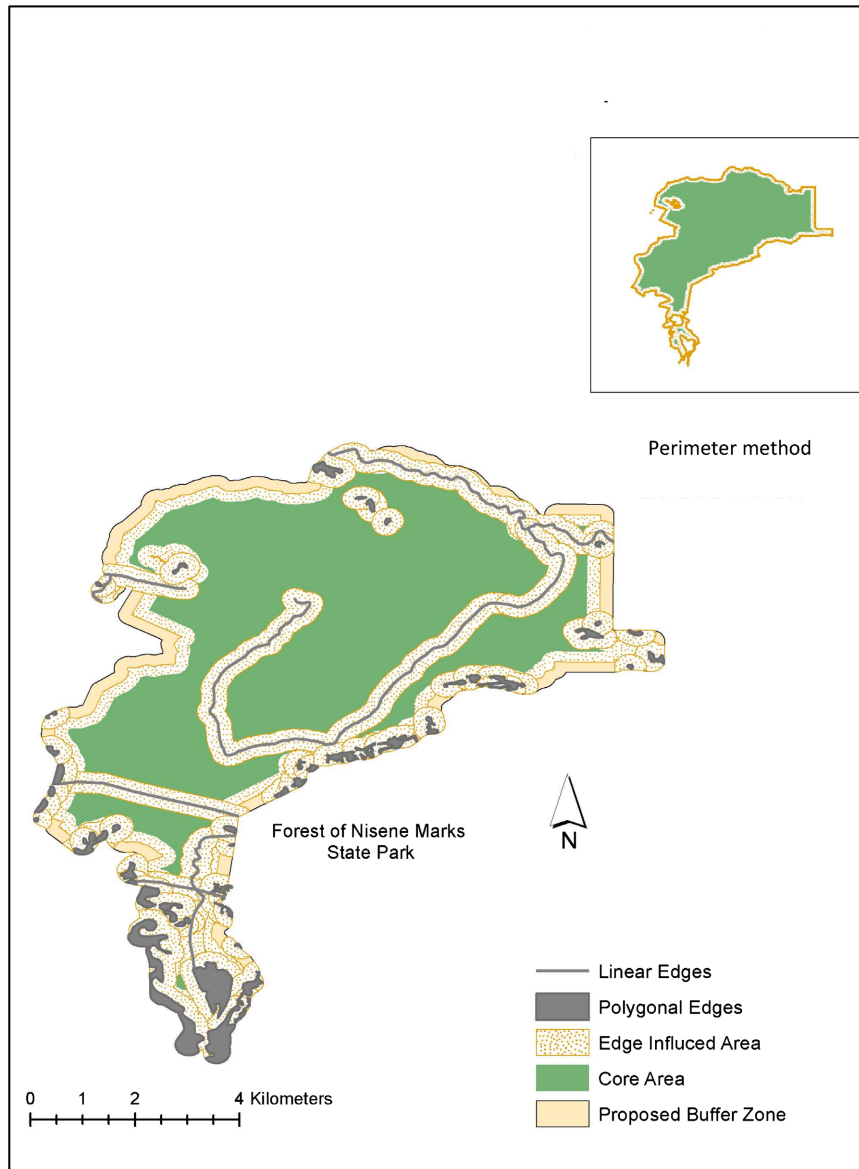 Perimeter method
Forest of Nisene Marks
State Park
N
Linear Edges
Polygonal Edges
Edge Influced Area
Core Area
Proposed Buffer Zone
0 1 2 4 Kilometers